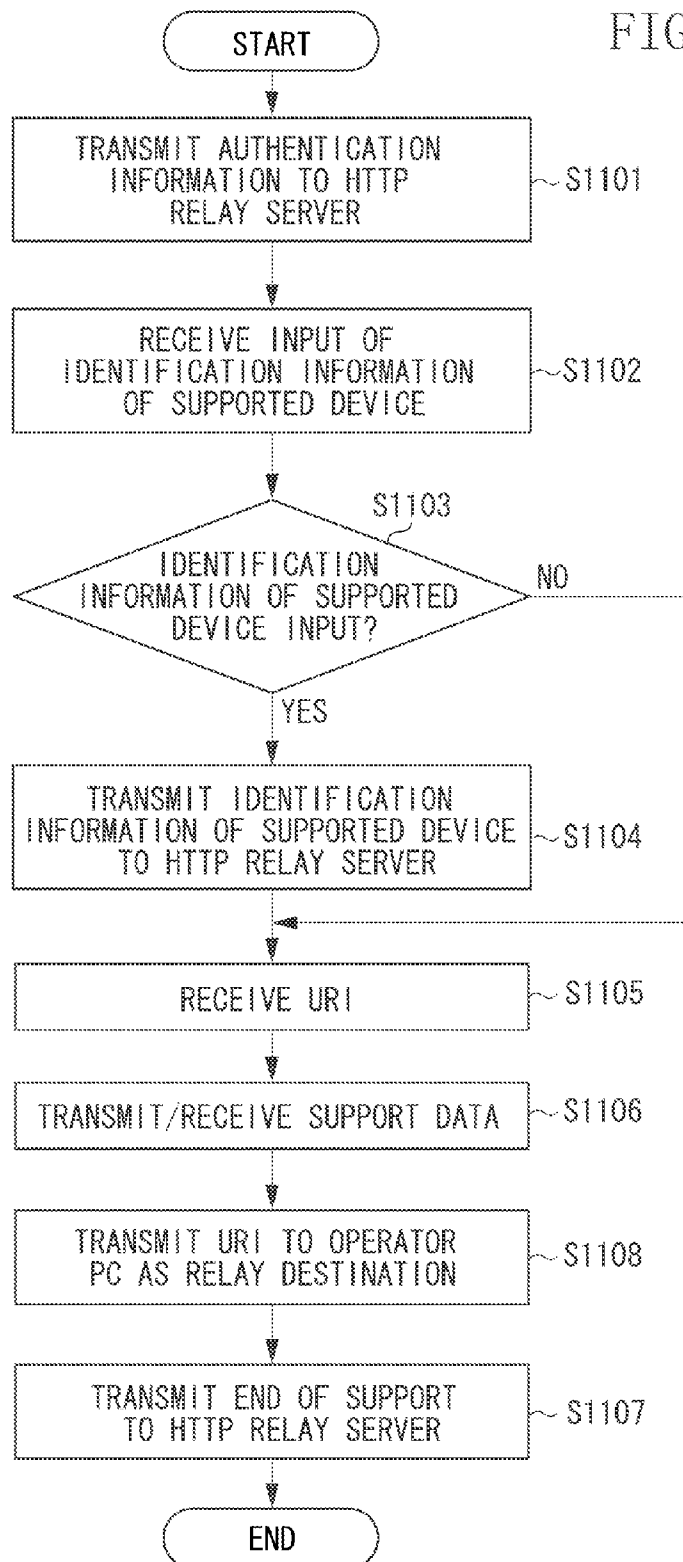 FIG
START
TRANSMIT AUTHENTICATION
INFORMATION TO HTTP
RELAY SERVER
S1101
RECEIVE INPUT OF
IDENTIFICATION INFORMATION
OF SUPPORTED DEVICE
S1102
S1103
IDENTIFICATION
INFORMATION OF SUPPORTED
DEVICE INPUT?
NO
YES
TRANSMIT IDENTIFICATION
INFORMATION OF SUPPORTED DEVICE
TO HTTP RELAY SERVER
S1104
RECEIVE URI
S1105
TRANSMIT/RECEIVE SUPPORT DATA
S1106
TRANSMIT URI TO OPERATOR
PC AS RELAY DESTINATION
S1108
TRANSMIT END OF SUPPORT
TO HTTP RELAY SERVER
S1107
END